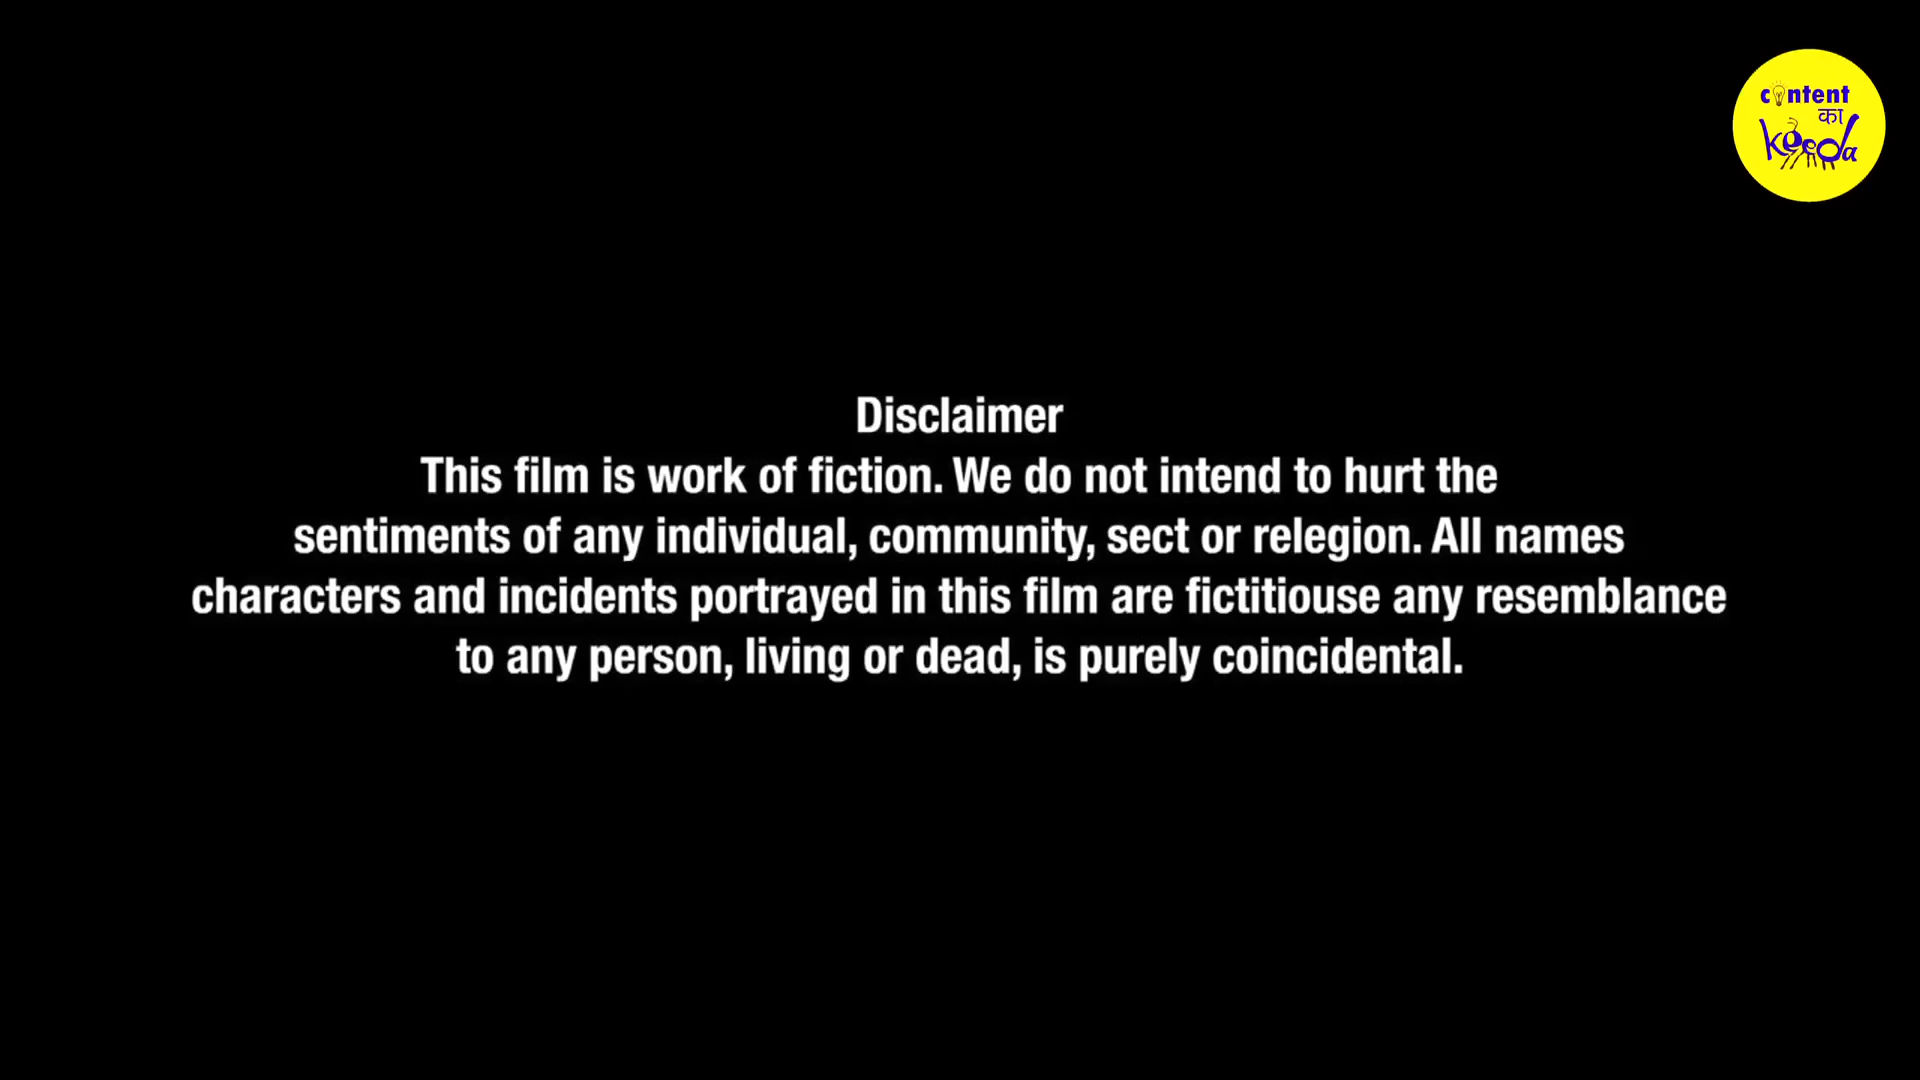 content
का
keeda
Disclaimer
This film is work of fiction. We do not intend to hurt the
sentiments of any individual, community, sect or relegion. All names
characters and incidents portrayed in this film are fictitiouse any resemblance
to any person, living or dead, is purely coincidental.